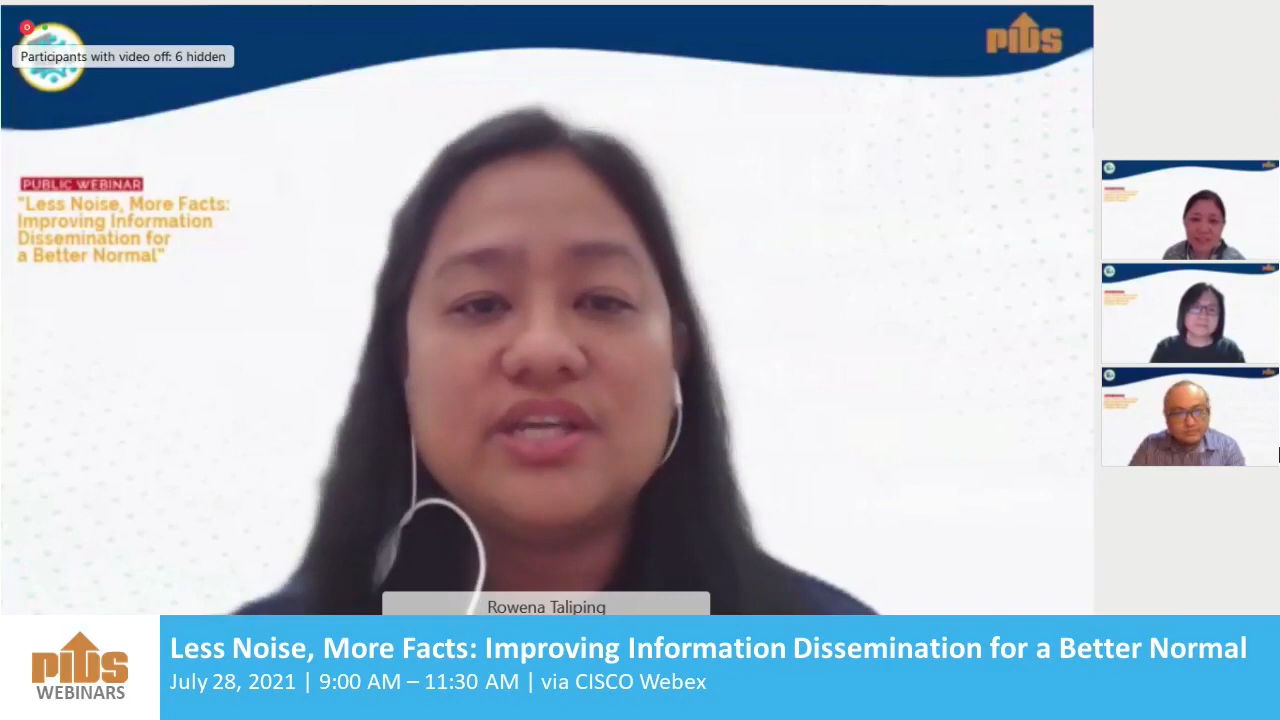 Participants with video off: 6 hidden
PIDS
PUBLIC WEBINAR
"Less Noise, More Facts:
Improving Information
Dissemination for
a Better Normal"
Rowena Taliping
PIDS
WEBINARS
Less Noise, More Facts: Improving Information Dissemination for a Better Normal
July 28, 2021 | 9:00 AM – 11:30 AM | via CISCO Webex